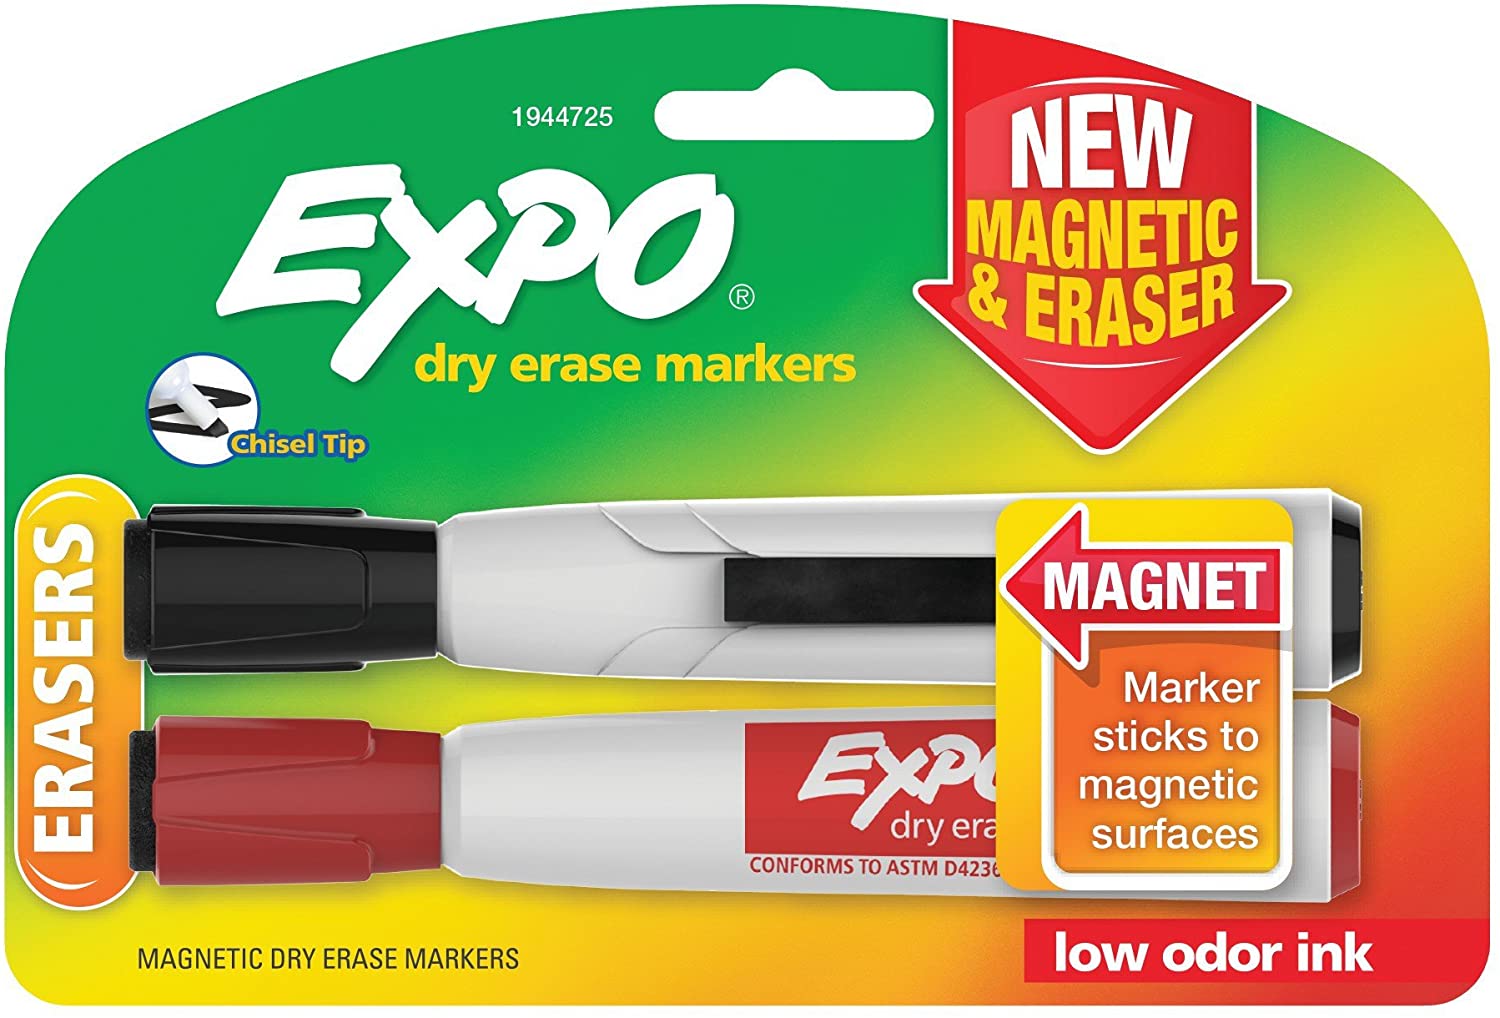 1944725
EXPO®
dry erase markers
NEW
MAGNETIC
& ERASER
Chisel Tip
ERASERS
MAGNET
Marker
sticks to
magnetic
surfaces
EXPO
dry era
CONFORMS TO ASTM D4236
MAGNETIC DRY ERASE MARKERS
low odor ink